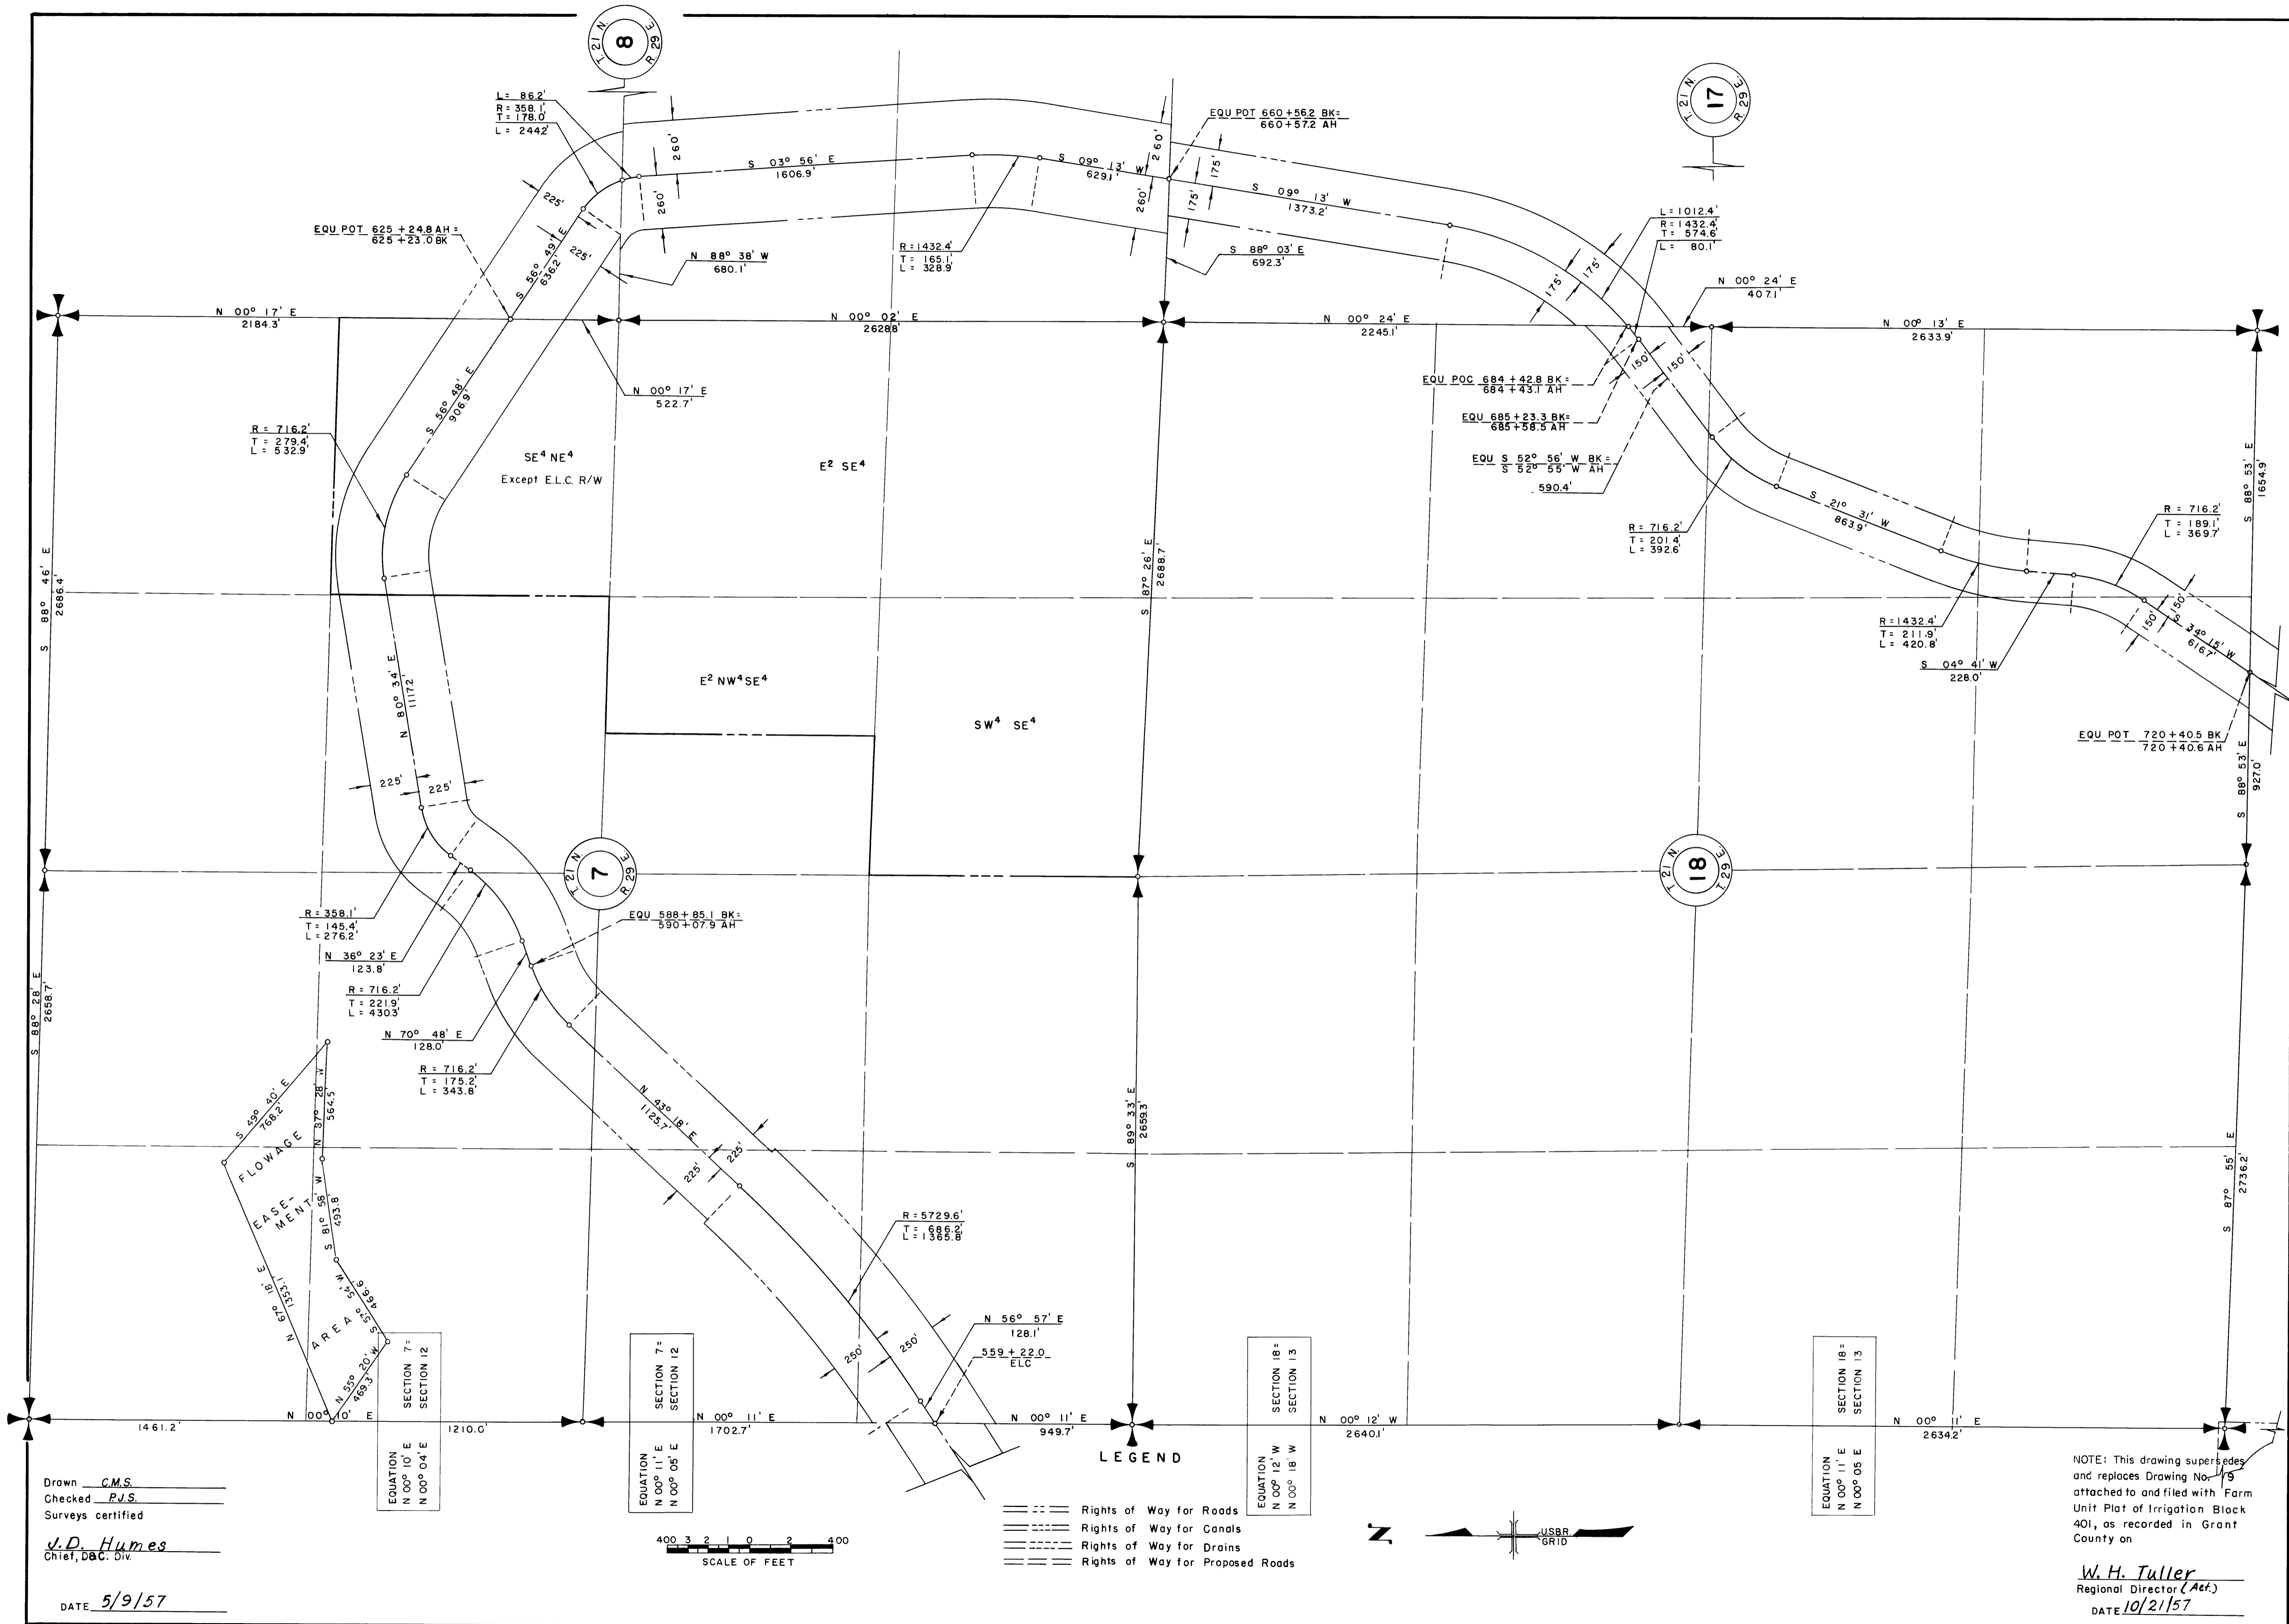 T. 21 N.
8
R. 29 E.
T. 21 N.
17
R. 29 E.
L = 86.2'
R = 358.1'
T = 178.0'
L = 244.2'
260'
S 03° 56' E
1606.9'
260'
260'
S 09° 13' W
629.1'
260'
EQU POT 660+56.2 BK=
660+57.2 AH
175'
175'
S 09° 13' W
1373.2'
225'
225'
EQU POT 625+24.8 AH=
625+23.0 BK
S 56° 49' E
636.2'
N 88° 38' W
680.1'
R = 1432.4'
T = 165.1'
L = 328.9'
S 88° 03' E
692.3'
L = 1012.4'
R = 1432.4'
T = 574.6'
L = 80.1'
175'
175'
N 00° 24' E
407.1'
N 00° 17' E
2184.3'
N 00° 02' E
2628.8'
N 00° 24' E
2245.1'
N 00° 13' E
2633.9'
N 00° 17' E
522.7'
S 56° 48' E
906.9'
150'
150'
EQU POC 684+42.8 BK=
684+43.1 AH
EQU 685+23.3 BK=
685+58.5 AH
EQU S 52° 56' W BK=
S 52° 55' W AH
590.4'
R = 716.2'
T = 279.4'
L = 532.9'
SE⁴ NE⁴
Except E.L.C. R/W
E² SE⁴
S 88° 53' E
1654.9'
R = 716.2'
T = 201.4'
L = 392.6'
S 21° 31' W
863.9'
R = 716.2'
T = 189.1'
L = 369.7'
S 88° 46' E
2686.4'
S 87° 26' E
2688.7'
R = 1432.4'
T = 211.9'
L = 420.8'
S 04° 41' W
228.0'
150'
150'
S 34° 15' W
616.7'
N 80° 34' E
1117.2'
E² NW⁴ SE⁴
SW⁴ SE⁴
EQU POT 720+40.5 BK
720+40.6 AH
S 88° 53' E
927.0'
225'
225'
T. 21 N.
7
R. 29 E.
T. 21 N.
18
T. 29 E.
R = 358.1'
T = 145.4'
L = 276.2'
N 36° 23' E
123.8'
EQU 588+85.1 BK=
590+07.9 AH
R = 716.2'
T = 221.9'
L = 430.3'
N 70° 48' E
128.0'
R = 716.2'
T = 175.2'
L = 343.8'
S 88° 28' E
2658.7'
S 49° 40' E
768.2'
N 87° 28' W
564.5'
S 81° 58' W
493.8'
S 57° 54' W
466.6'
N 67° 18' E
1353.1'
N 55° 20' W
469.3'
FLOWAGE
EASE-
MENT
AREA
N 43° 18' E
1125.7'
225'
225'
S 89° 33' E
2659.3'
S 87° 55' E
2736.2'
R = 5729.6'
T = 686.2'
L = 1365.8'
250'
250'
N 56° 57' E
128.1'
559+22.0
ELC
N 00° 10' E
1461.2'
1210.0'
N 00° 11' E
1702.7'
N 00° 11' E
949.7'
N 00° 12' W
2640.1'
N 00° 11' E
2634.2'
EQUATION
N 00° 10' E SECTION 7=
N 00° 04' E SECTION 12
EQUATION
N 00° 11' E SECTION 7=
N 00° 05' E SECTION 12
EQUATION
N 00° 12' W SECTION 18=
N 00° 18' W SECTION 13
EQUATION
N 00° 11' E SECTION 18=
N 00° 05' E SECTION 13
Drawn C.M.S.
Checked P.J.S.
Surveys certified
J.D. Humes
Chief, D&C. Div.
DATE 5/9/57
400 3 2 1 0 2 400
SCALE OF FEET
LEGEND
Rights of Way for Roads
Rights of Way for Canals
Rights of Way for Drains
Rights of Way for Proposed Roads
N
USBR
GRID
NOTE: This drawing supersedes
and replaces Drawing No. 19
attached to and filed with Farm
Unit Plat of Irrigation Block
401, as recorded in Grant
County on
W. H. Tuller
Regional Director (Act.)
DATE 10/21/57